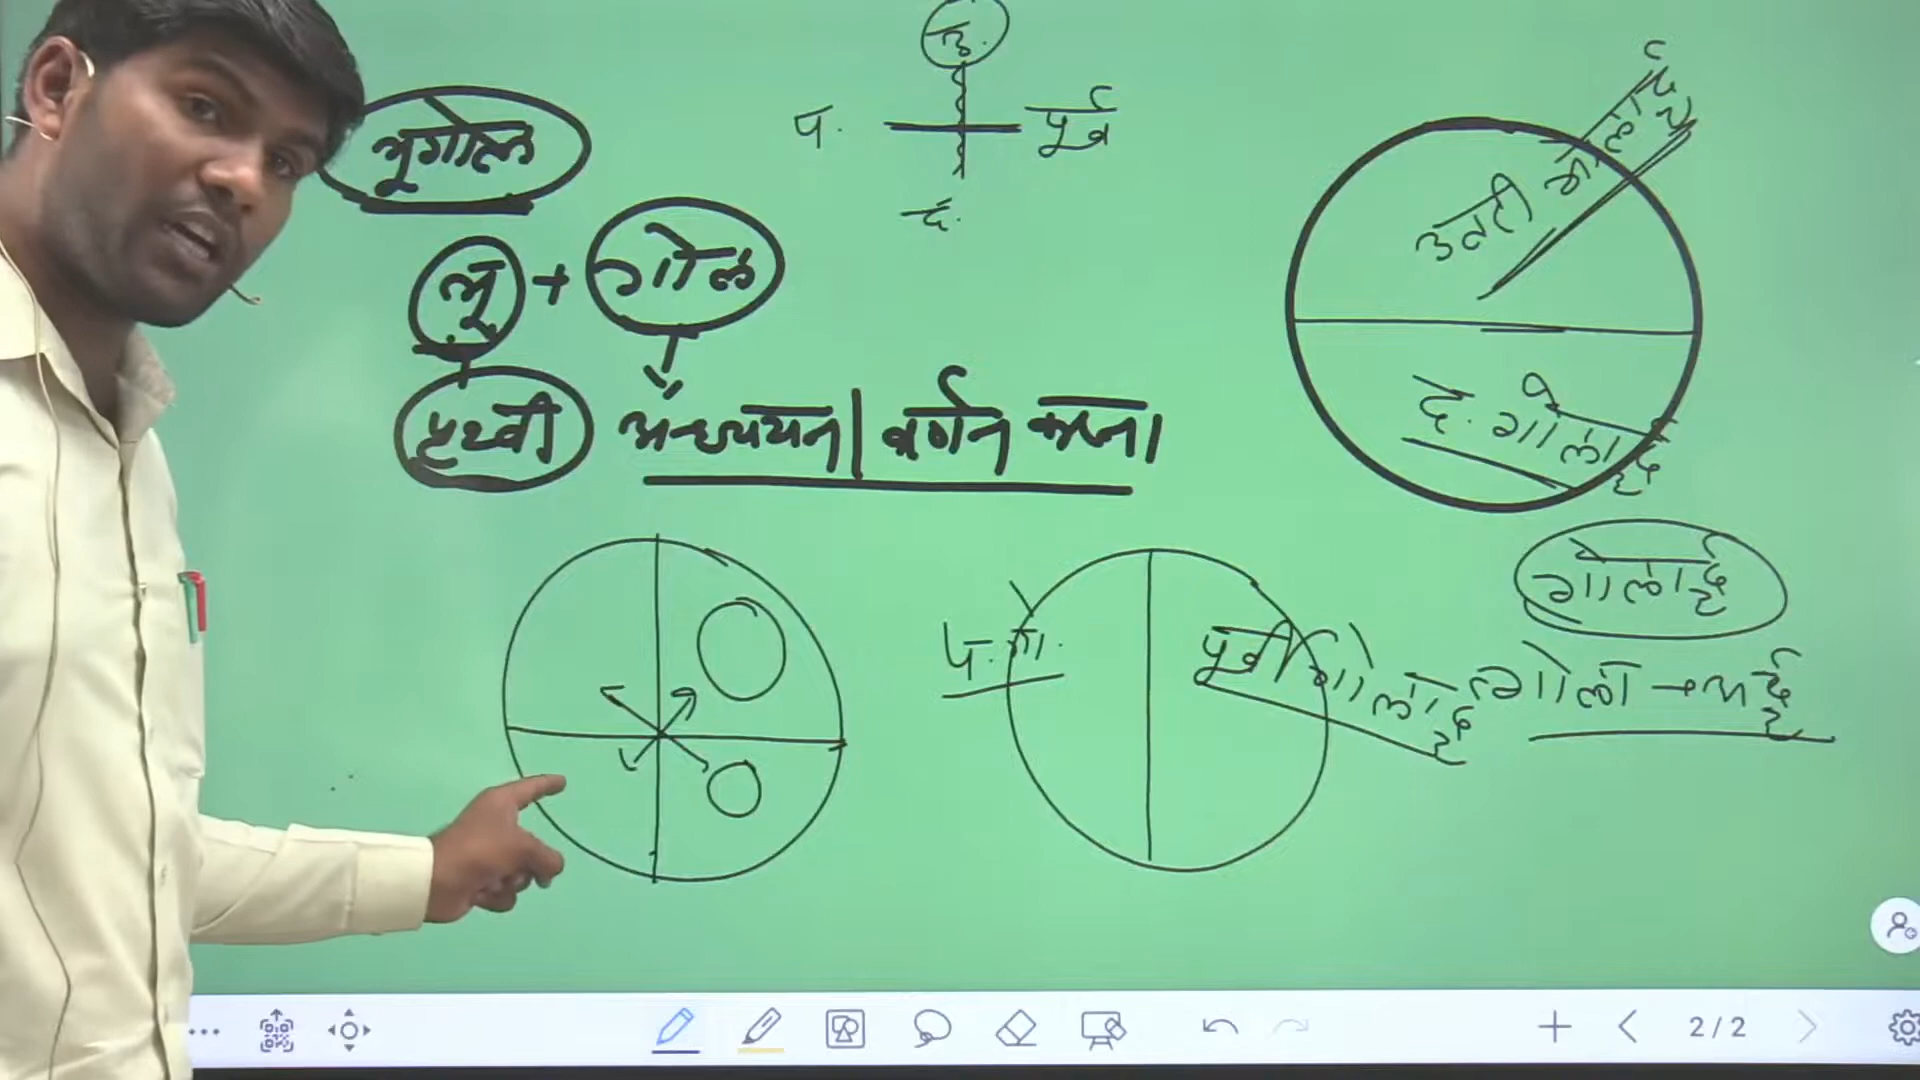 उ.
प. पूर्व
द.
भूगोल
भू + गोल
पृथ्वी अध्ययन | वर्णन करना
उत्तरी गोलार्द्ध
द. गोलार्द्ध
गोलार्द्ध
गोला → अर्द्ध
प. गो.
पूर्वी गोलार्द्ध
2/2